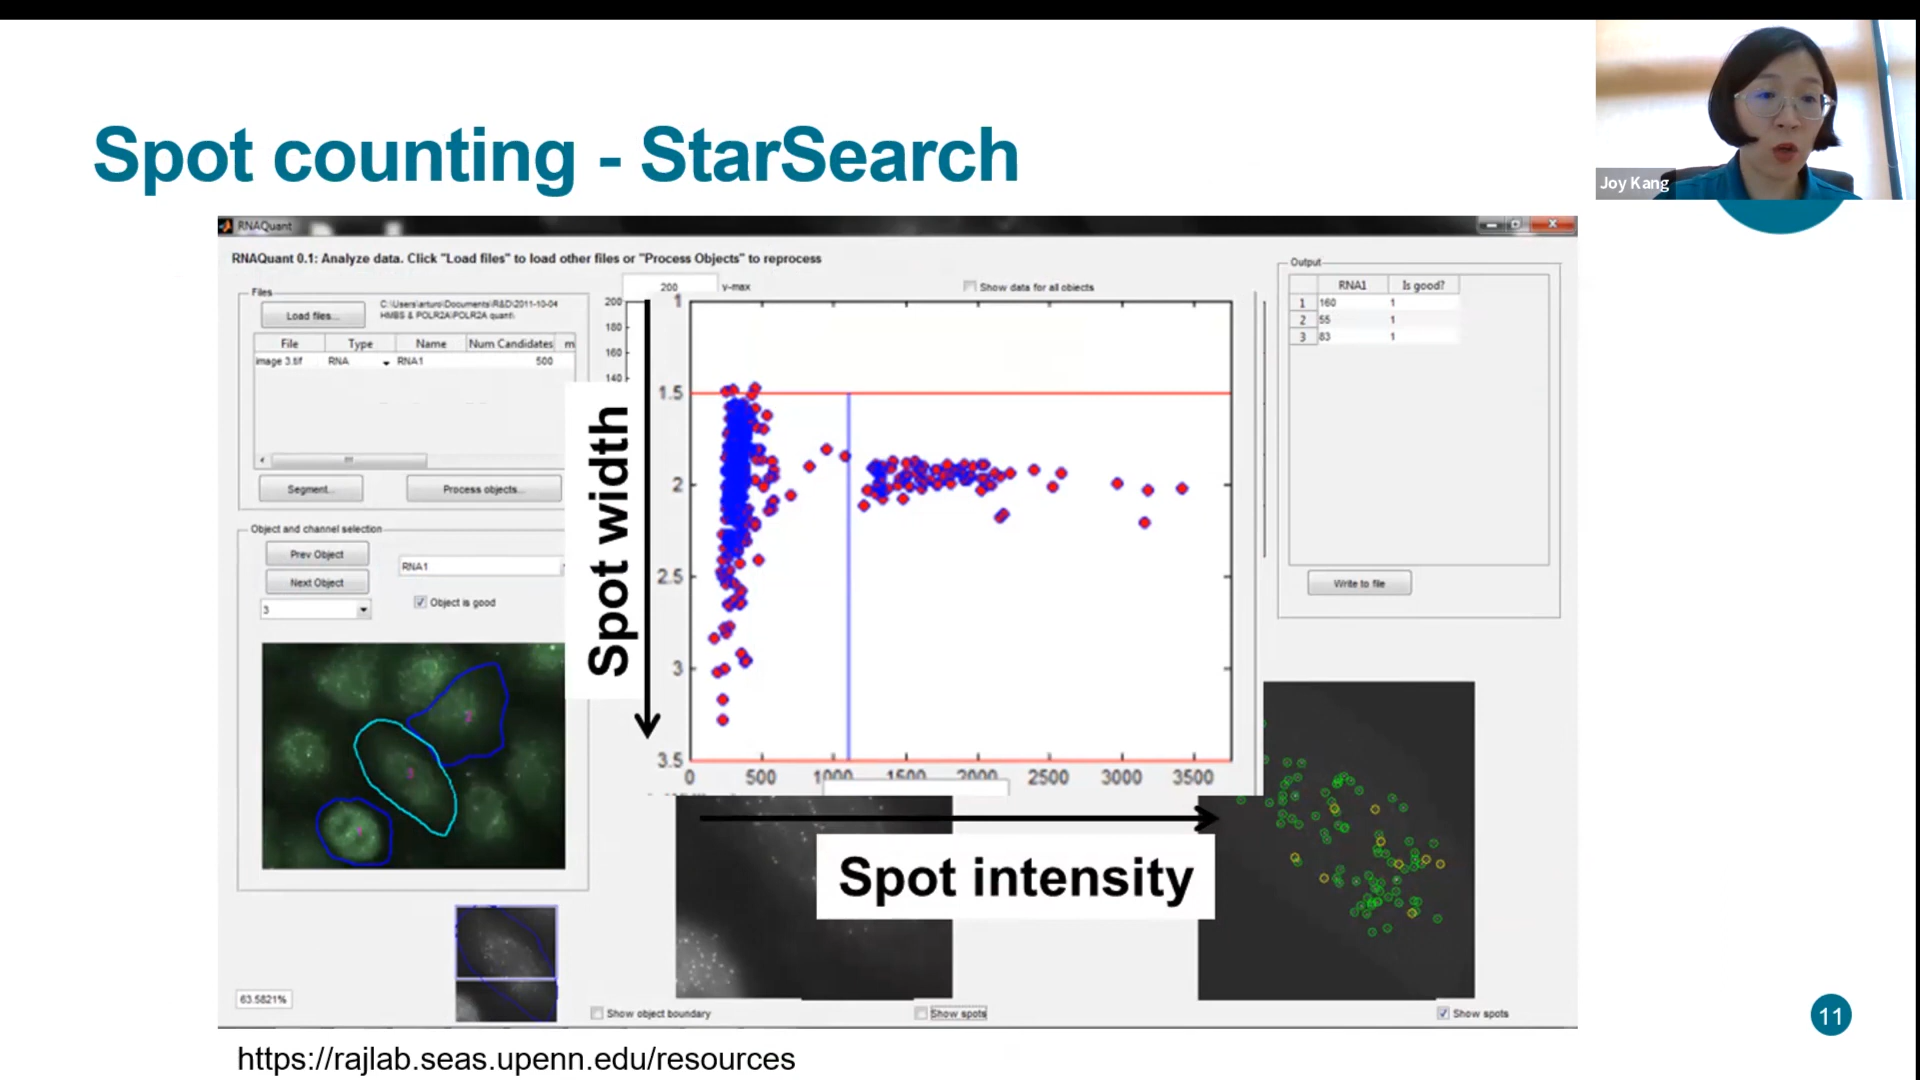 Joy Kang
Spot counting - StarSearch
RNAQuant
RNAQuant 0.1: Analyze data. Click "Load files" to load other files or "Process Objects" to reprocess
Files
Load files...
C:\Users\arturo\Documents\R&D\2011-10-04
HMBS & POLR2A\POLR2A quant\
File Type Name Num Candidates m
image 3.tif RNA RNA1 500
Segment... Process objects...
Object and channel selection
Prev Object
Next Object
RNA1
3
Object is good
2
3
63.5821%
200
Show data for all objects
200
180
160
140
Spot width
1
1.5
2
2.5
3
3.5
0 500 1000 1500 2000 2500 3000 3500
Spot intensity
Output
RNA1 Is good?
1 160 1
2 55 1
3 83 1
Write to file
Show object boundary
Show spots
Show spots
11
https://rajlab.seas.upenn.edu/resources